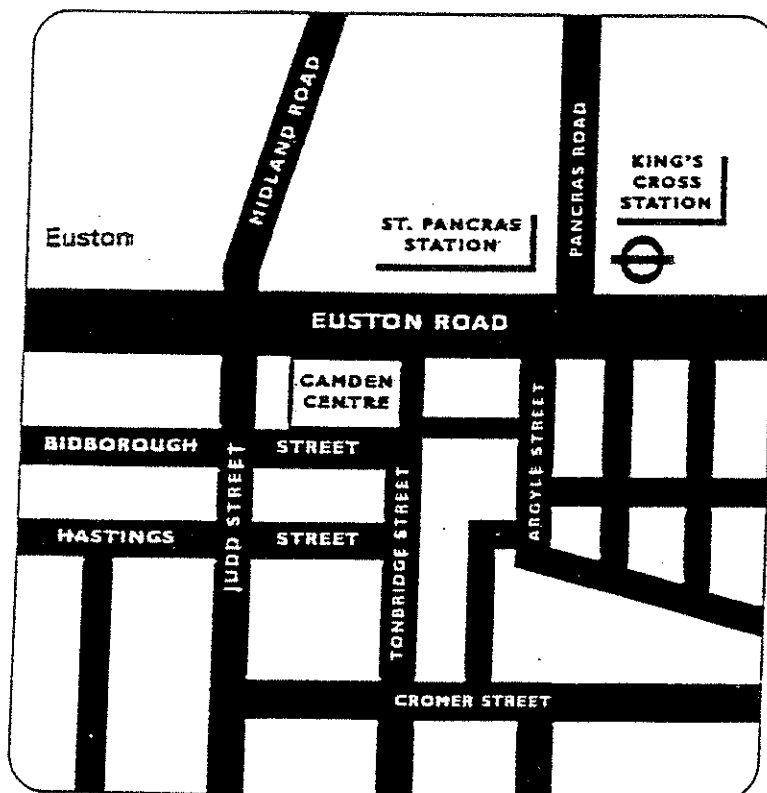 MIDLAND ROAD
PANCRAS ROAD
KING'S
CROSS
STATION
ST. PANCRAS
STATION
Euston
EUSTON ROAD
CAMDEN
CENTRE
ARGYLE STREET
BIDBOROUGH STREET
JUDD STREET
TONBRIDGE STREET
HASTINGS STREET
CROMER STREET